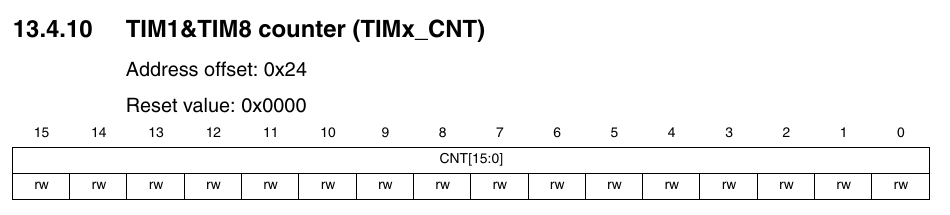 13.4.10 TIM1&TIM8 counter (TIMx_CNT)
Address offset: 0x24
Reset value: 0x0000
15 14 13 12 11 10 9 8 7 6 5 4 3 2 1 0
CNT[15:0]
rw rw rw rw rw rw rw rw rw rw rw rw rw rw rw rw